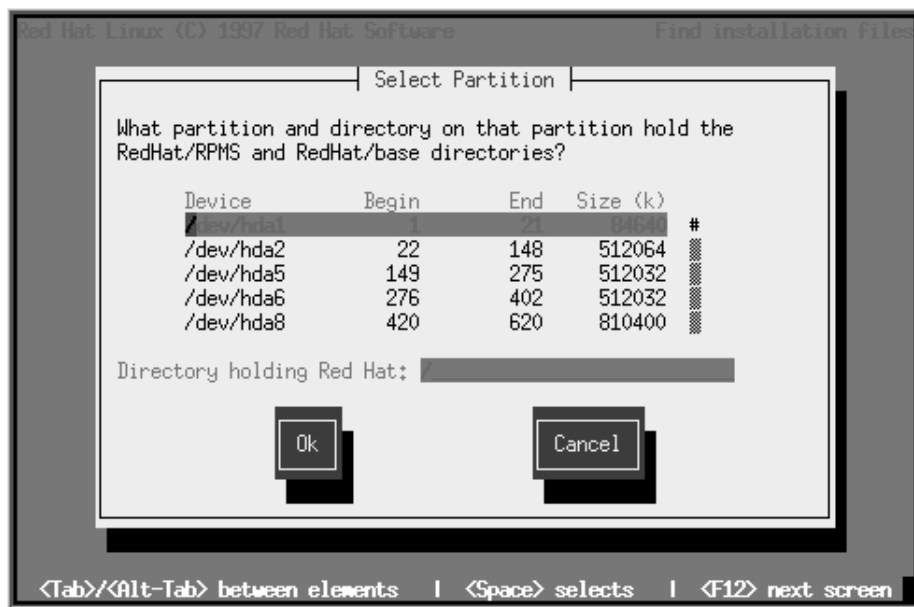 Red Hat Linux (C) 1997 Red Hat Software Find installation files
Select Partition
What partition and directory on that partition hold the
RedHat/RPMS and RedHat/base directories?
Device Begin End Size (k)
/dev/hda1 1 21 84640 #
/dev/hda2 22 148 512064
/dev/hda5 149 275 512032
/dev/hda6 276 402 512032
/dev/hda8 420 620 810400
Directory holding Red Hat: /
Ok Cancel
<Tab>/<Alt-Tab> between elements | <Space> selects | <F12> next screen